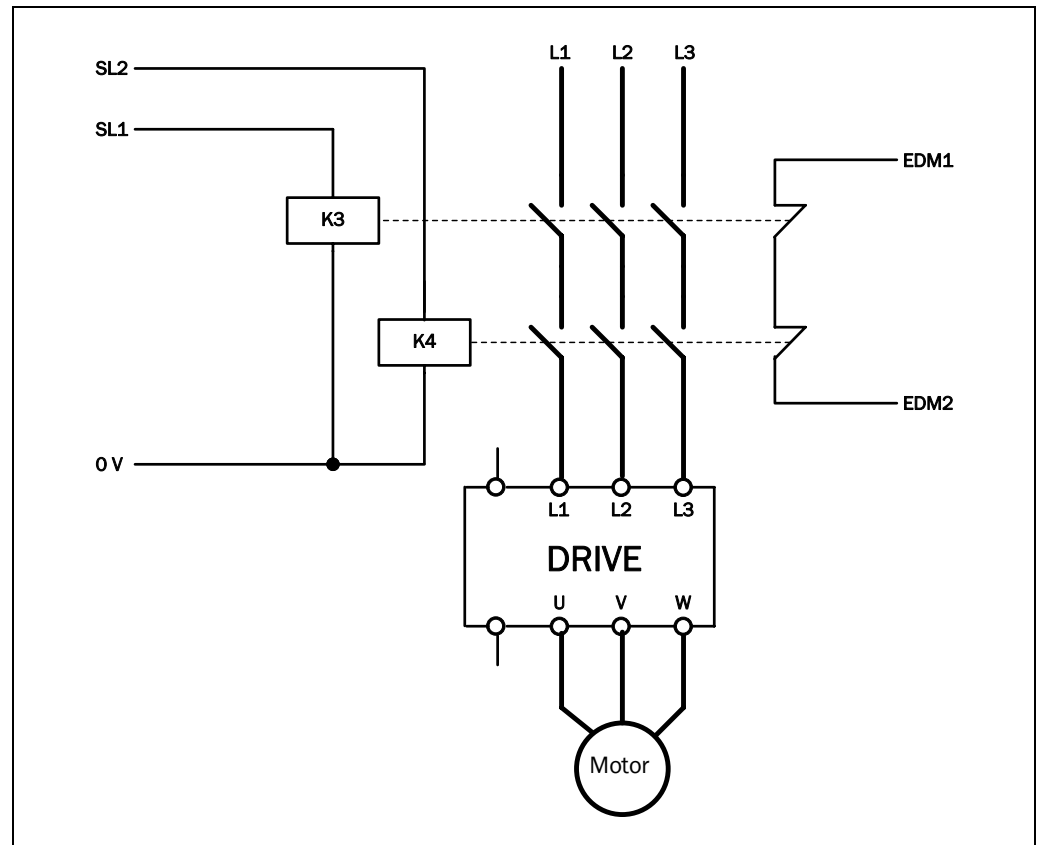 L1 L2 L3
SL2
SL1
EDM1
K3
K4
EDM2
0 V
L1 L2 L3
DRIVE
U V W
Motor